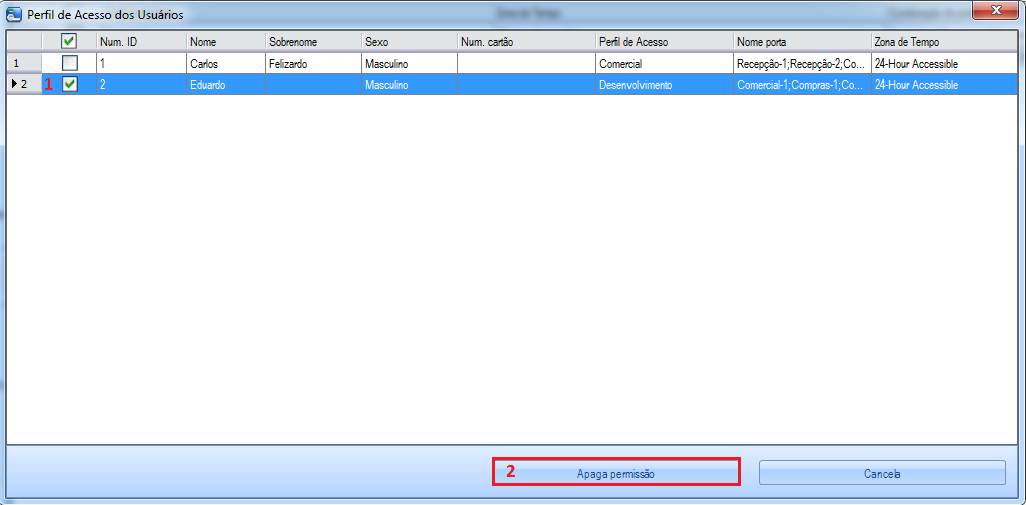 Perfil de Acesso dos Usuários
Num. ID Nome Sobrenome Sexo Num. cartão Perfil de Acesso Nome porta Zona de Tempo
1 1 Carlos Felizardo Masculino Comercial Recepção-1;Recepção-2;Co... 24-Hour Accessible
2 1 2 Eduardo Masculino Desenvolvimento Comercial-1;Compras-1;Co... 24-Hour Accessible
2 Apaga permissão Cancela